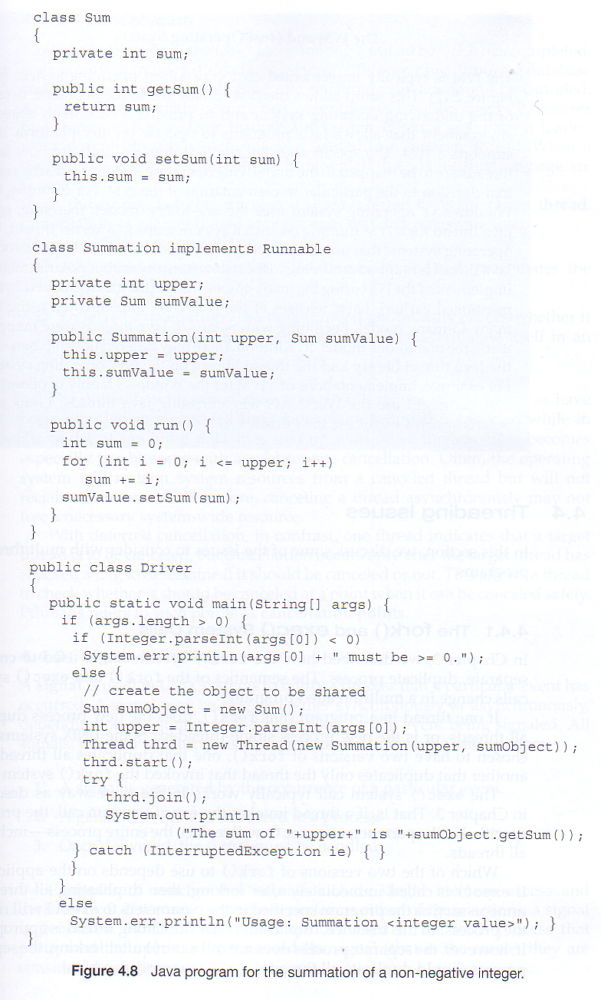 class Sum
{
private int sum;
public int getSum() {
return sum;
}
public void setSum(int sum) {
this.sum = sum;
}
}
class Summation implements Runnable
{
private int upper;
private Sum sumValue;
public Summation(int upper, Sum sumValue) {
this.upper = upper;
this.sumValue = sumValue;
}
public void run() {
int sum = 0;
for (int i = 0; i <= upper; i++)
sum += i;
sumValue.setSum(sum);
}
}
public class Driver
{
public static void main(String[] args) {
if (args.length > 0) {
if (Integer.parseInt(args[0]) < 0)
System.err.println(args[0] + " must be >= 0.");
else {
// create the object to be shared
Sum sumObject = new Sum();
int upper = Integer.parseInt(args[0]);
Thread thrd = new Thread(new Summation(upper, sumObject));
thrd.start();
try {
thrd.join();
System.out.println
("The sum of "+upper+" is "+sumObject.getSum());
} catch (InterruptedException ie) { }
}
}
else
System.err.println("Usage: Summation <integer value>"); }
}
Figure 4.8 Java program for the summation of a non-negative integer.